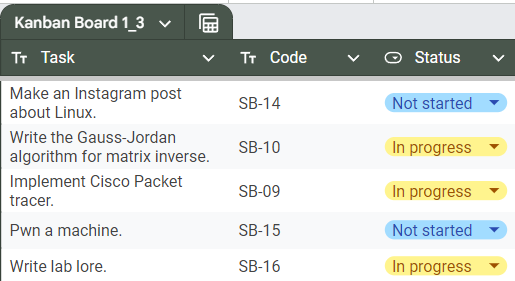 Kanban Board 1_3
Tт Task Tт Code Status
Make an Instagram post
about Linux. SB-14 Not started
Write the Gauss-Jordan
algorithm for matrix inverse. SB-10 In progress
Implement Cisco Packet
tracer. SB-09 In progress
Pwn a machine. SB-15 Not started
Write lab lore. SB-16 In progress